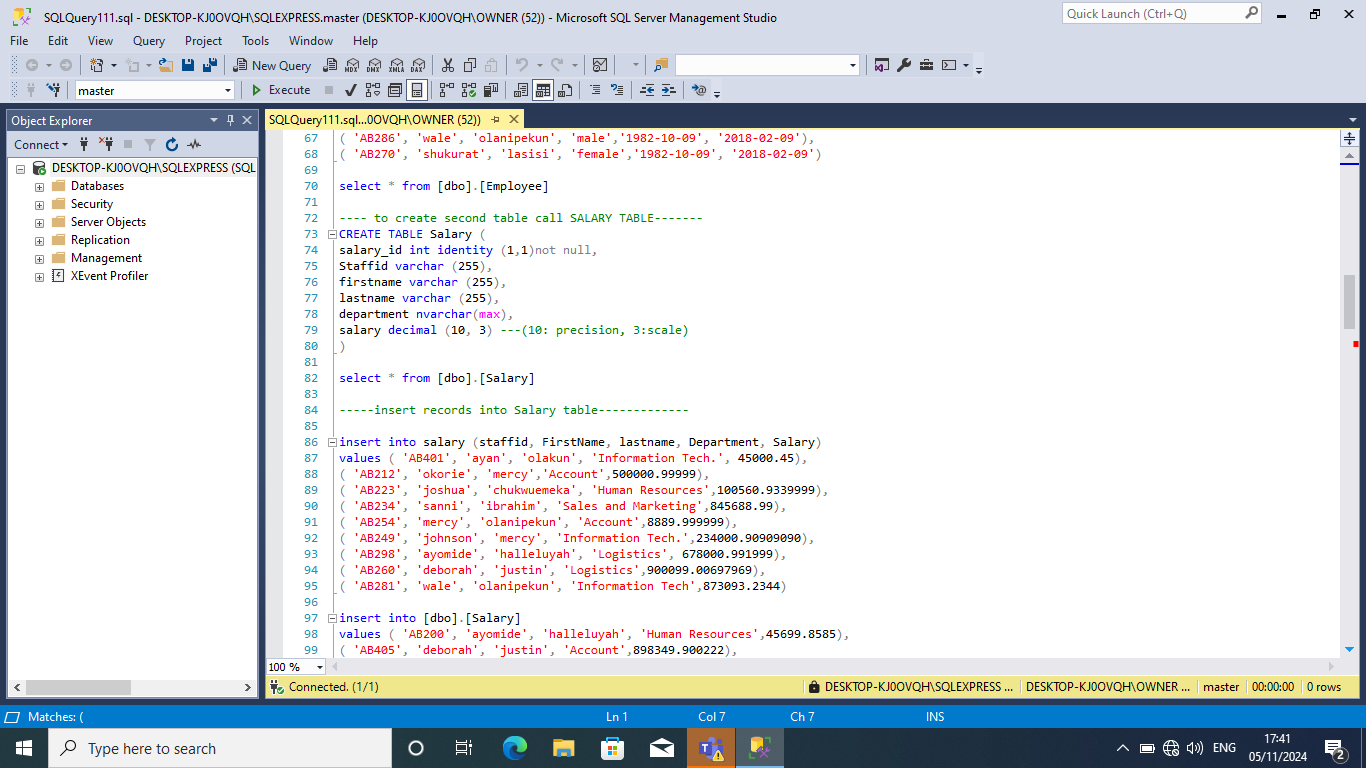 SQLQuery111.sql - DESKTOP-KJ0OVQH\SQLEXPRESS.master (DESKTOP-KJ0OVQH\OWNER (52)) - Microsoft SQL Server Management Studio
Quick Launch (Ctrl+Q)
File Edit View Query Project Tools Window Help
New Query MDX DMX XMLA DAX
master Execute
Object Explorer
SQLQuery111.sql...0OVQH\OWNER (52))
Connect
DESKTOP-KJ0OVQH\SQLEXPRESS (SQL
Databases
Security
Server Objects
Replication
Management
XEvent Profiler
67 ( 'AB286', 'wale', 'olanipekun', 'male','1982-10-09', '2018-02-09'),
68 ( 'AB270', 'shukurat', 'lasisi', 'female','1982-10-09', '2018-02-09')
69
70 select * from [dbo].[Employee]
71
72 ---- to create second table call SALARY TABLE-------
73 CREATE TABLE Salary (
74 salary_id int identity (1,1)not null,
75 Staffid varchar (255),
76 firstname varchar (255),
77 lastname varchar (255),
78 department nvarchar(max),
79 salary decimal (10, 3) ---(10: precision, 3:scale)
80 )
81
82 select * from [dbo].[Salary]
83
84 -----insert records into Salary table-------------
85
86 insert into salary (staffid, FirstName, lastname, Department, Salary)
87 values ( 'AB401', 'ayan', 'olakun', 'Information Tech.', 45000.45),
88 ( 'AB212', 'okorie', 'mercy','Account',500000.99999),
89 ( 'AB223', 'joshua', 'chukwuemeka', 'Human Resources',100560.9339999),
90 ( 'AB234', 'sanni', 'ibrahim', 'Sales and Marketing',845688.99),
91 ( 'AB254', 'mercy', 'olanipekun', 'Account',8889.999999),
92 ( 'AB249', 'johnson', 'mercy', 'Information Tech.',234000.90909090),
93 ( 'AB298', 'ayomide', 'halleluyah', 'Logistics', 678000.991999),
94 ( 'AB260', 'deborah', 'justin', 'Logistics',900099.00697969),
95 ( 'AB281', 'wale', 'olanipekun', 'Information Tech',873093.2344)
96
97 insert into [dbo].[Salary]
98 values ( 'AB200', 'ayomide', 'halleluyah', 'Human Resources',45699.8585),
99 ( 'AB405', 'deborah', 'justin', 'Account',898349.900222),
100 %
Connected. (1/1) DESKTOP-KJ0OVQH\SQLEXPRESS ... DESKTOP-KJ0OVQH\OWNER ... master 00:00:00 0 rows
Matches: ( Ln 1 Col 7 Ch 7 INS
Type here to search
ENG 17:41
05/11/2024 2